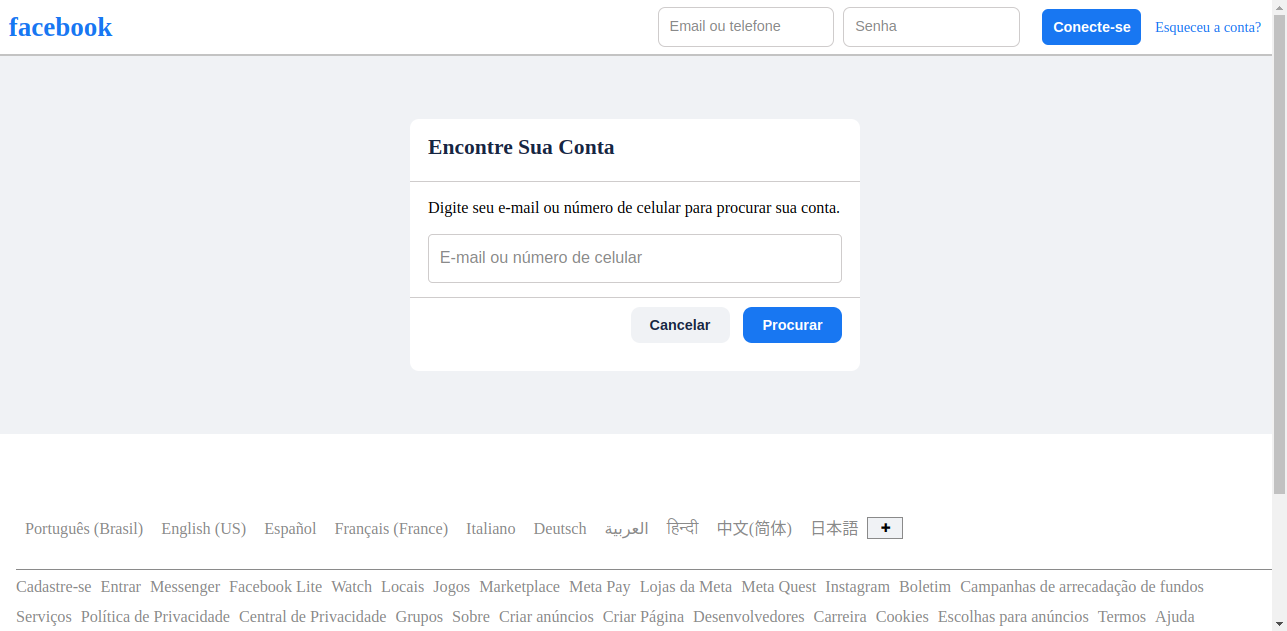 facebook Email ou telefone Senha Conecte-se Esqueceu a conta?
Encontre Sua Conta
Digite seu e-mail ou número de celular para procurar sua conta.
E-mail ou número de celular
Cancelar Procurar
Português (Brasil) English (US) Español Français (France) Italiano Deutsch العربية हिन्दी 中文(简体) 日本語 +
Cadastre-se Entrar Messenger Facebook Lite Watch Locais Jogos Marketplace Meta Pay Lojas da Meta Meta Quest Instagram Boletim Campanhas de arrecadação de fundos
Serviços Política de Privacidade Central de Privacidade Grupos Sobre Criar anúncios Criar Página Desenvolvedores Carreira Cookies Escolhas para anúncios Termos Ajuda